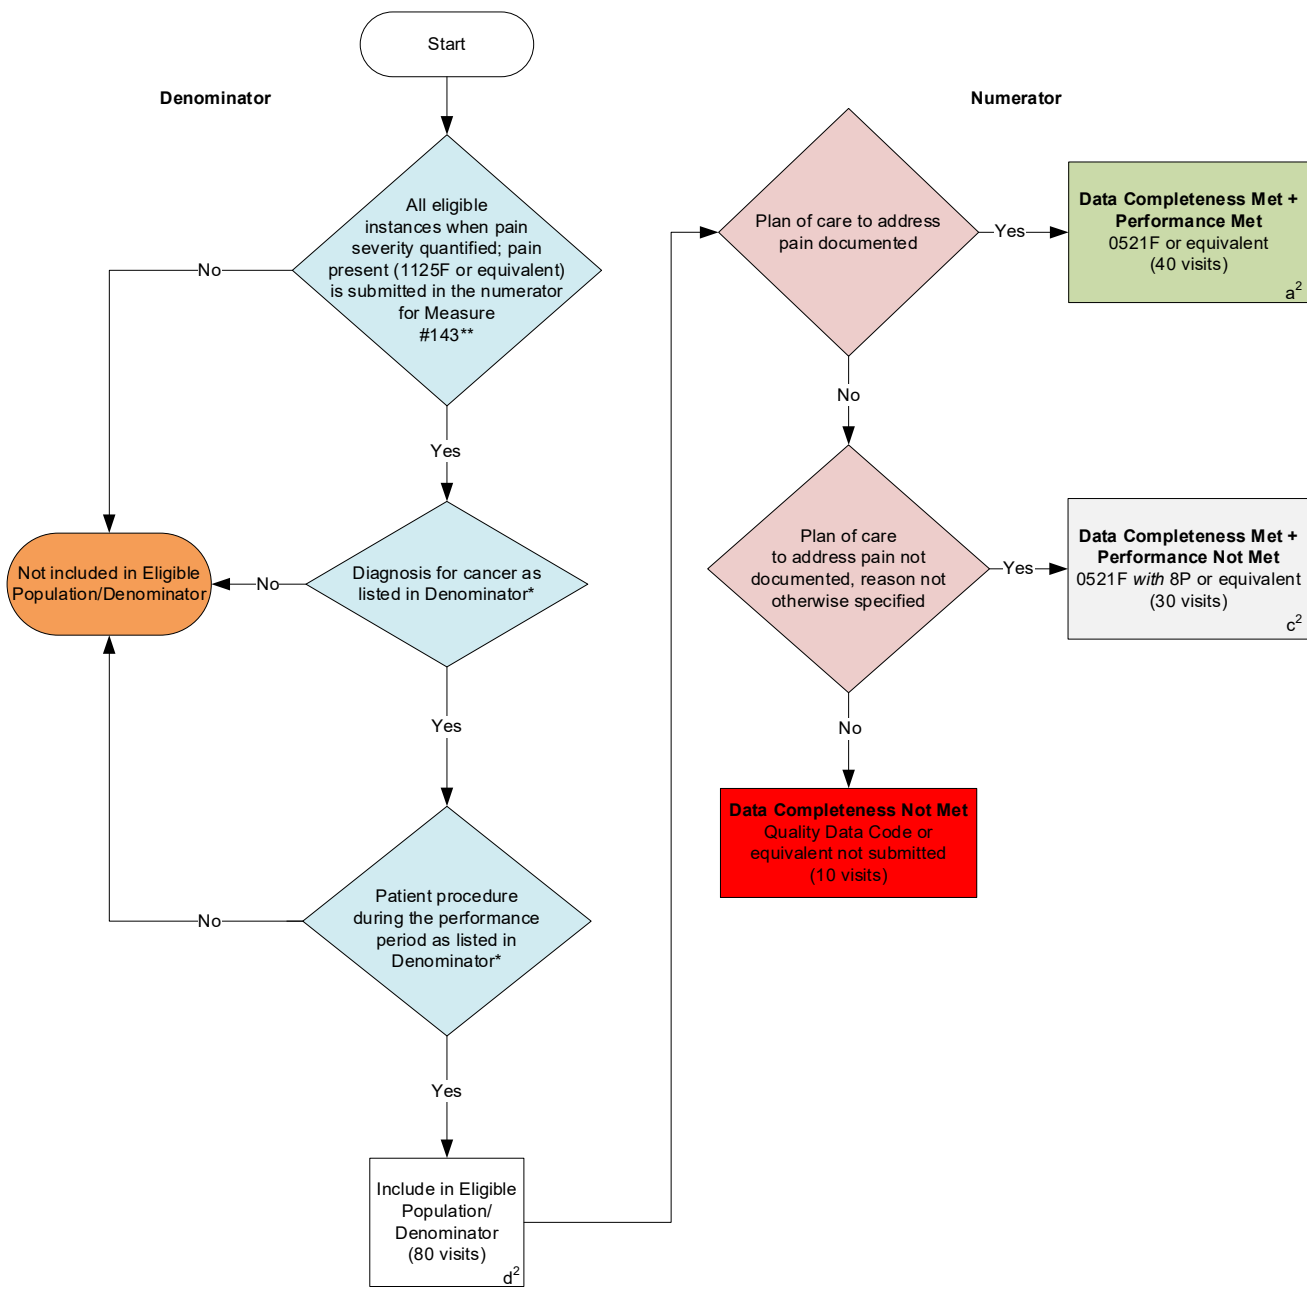 Start
Denominator
All eligible
instances when pain
severity quantified; pain
present (1125F or equivalent)
is submitted in the numerator
for Measure
#143**
No
Yes
Diagnosis for cancer as
listed in Denominator*
No
Not included in Eligible
Population/Denominator
Yes
Patient procedure
during the performance
period as listed in
Denominator*
No
Yes
Include in Eligible
Population/
Denominator
(80 visits)
d²
Numerator
Plan of care to address
pain documented
Yes
Data Completeness Met +
Performance Met
0521F or equivalent
(40 visits)
a²
No
Plan of care
to address pain not
documented, reason not
otherwise specified
Yes
Data Completeness Met +
Performance Not Met
0521F with 8P or equivalent
(30 visits)
c²
No
Data Completeness Not Met
Quality Data Code or
equivalent not submitted
(10 visits)